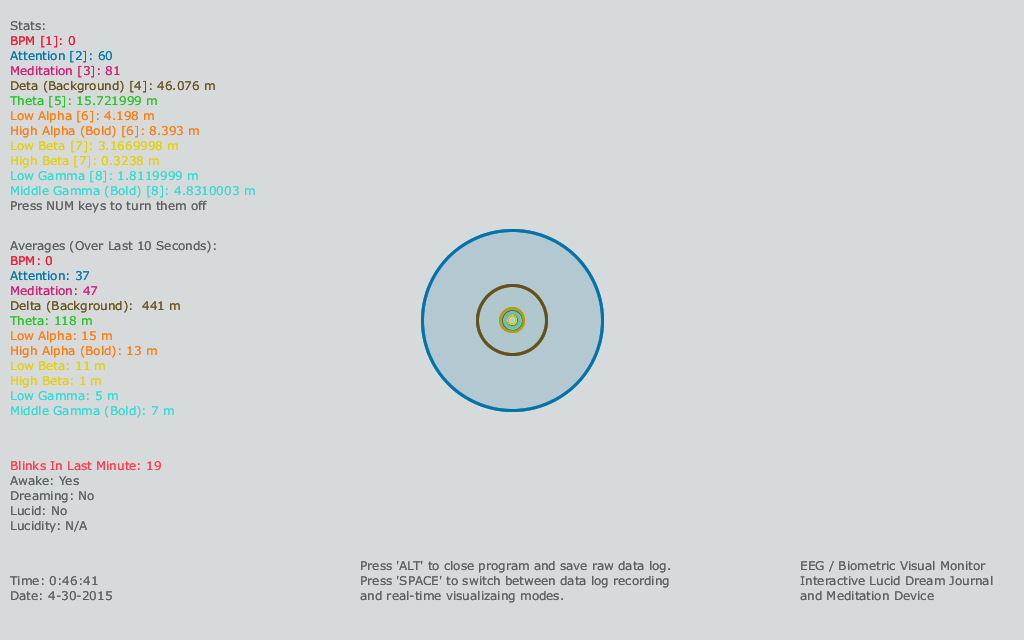 Stats:
BPM [1]: 0
Attention [2]: 60
Meditation [3]: 81
Deta (Background) [4]: 46.076 m
Theta [5]: 15.721999 m
Low Alpha [6]: 4.198 m
High Alpha (Bold) [6]: 8.393 m
Low Beta [7]: 3.1669998 m
High Beta [7]: 0.3238 m
Low Gamma [8]: 1.8119999 m
Middle Gamma (Bold) [8]: 4.8310003 m
Press NUM keys to turn them off
Averages (Over Last 10 Seconds):
BPM: 0
Attention: 37
Meditation: 47
Delta (Background):  441 m
Theta: 118 m
Low Alpha: 15 m
High Alpha (Bold): 13 m
Low Beta: 11 m
High Beta: 1 m
Low Gamma: 5 m
Middle Gamma (Bold): 7 m
Blinks In Last Minute: 19
Awake: Yes
Dreaming: No
Lucid: No
Lucidity: N/A
Time: 0:46:41
Date: 4-30-2015
Press 'ALT' to close program and save raw data log.
Press 'SPACE' to switch between data log recording
and real-time visualizaing modes.
EEG / Biometric Visual Monitor
Interactive Lucid Dream Journal
and Meditation Device